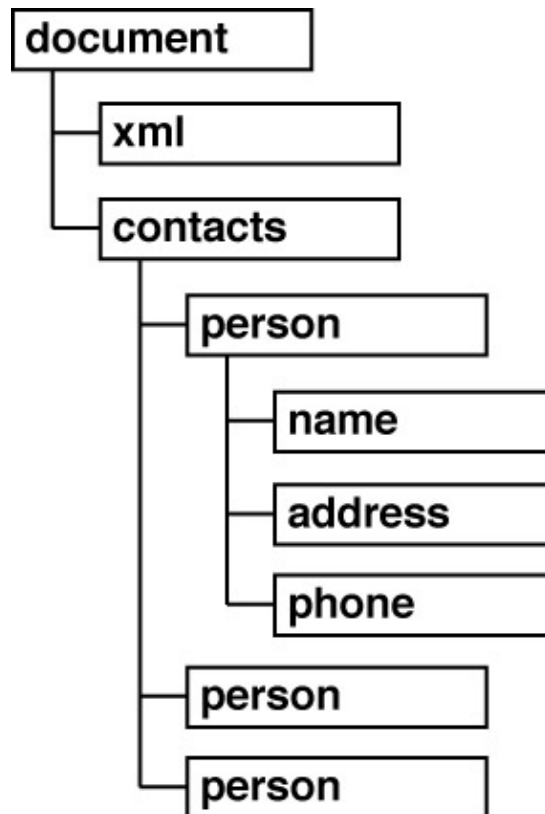 document
xml
contacts
person
name
address
phone
person
person